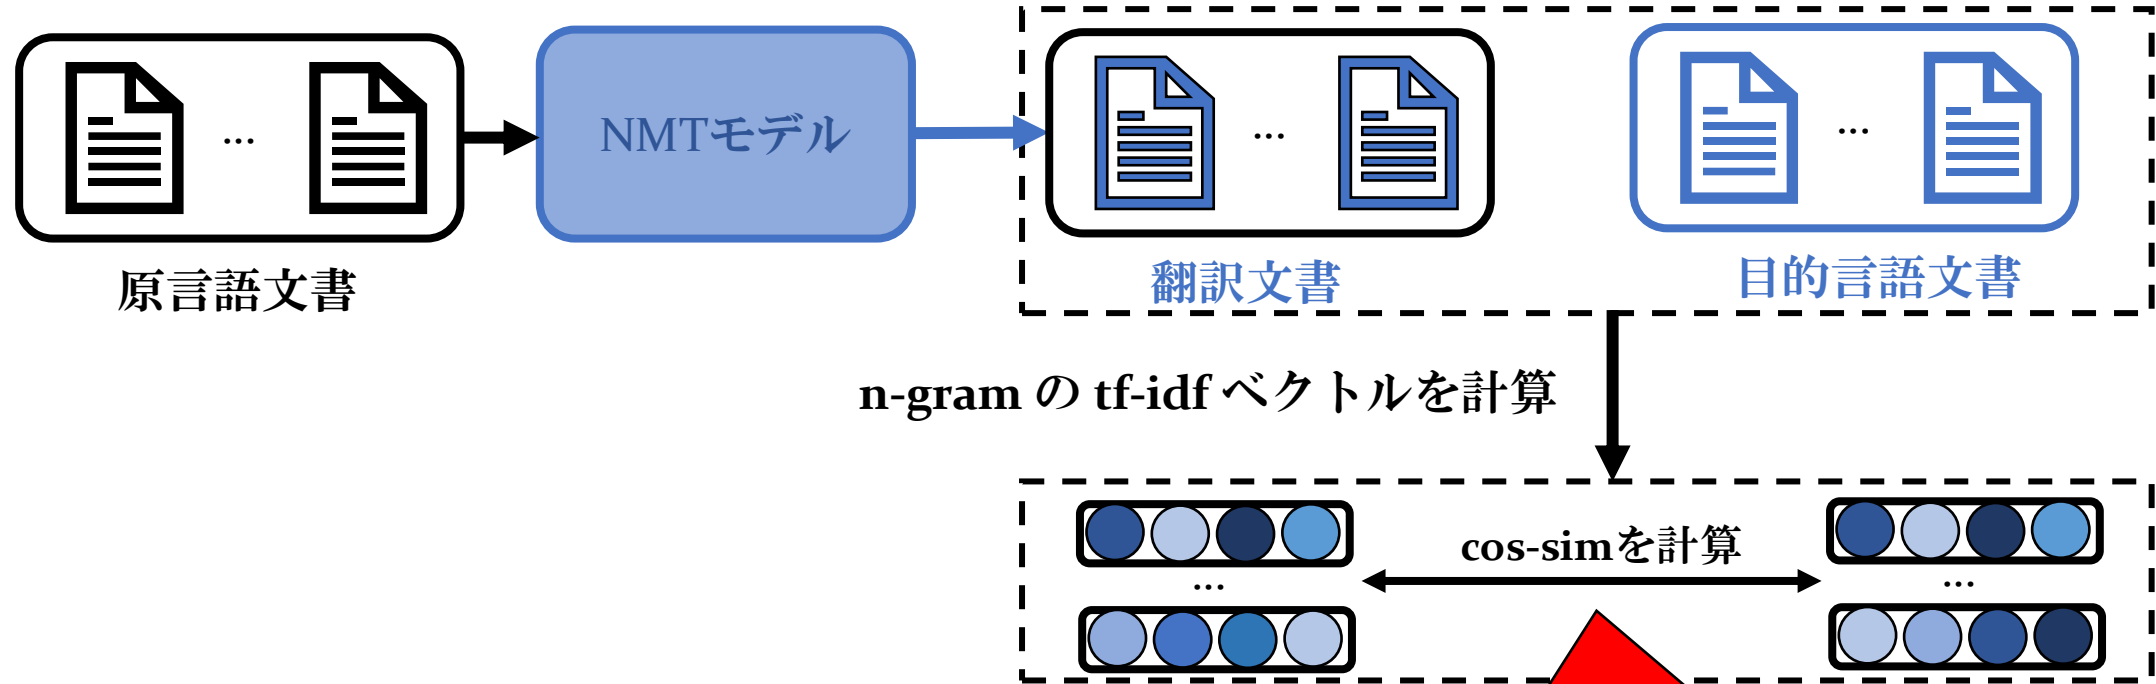 NMTモデル
原言語文書
翻訳文書
目的言語文書
n-gram の tf-idf ベクトルを計算
cos-simを計算